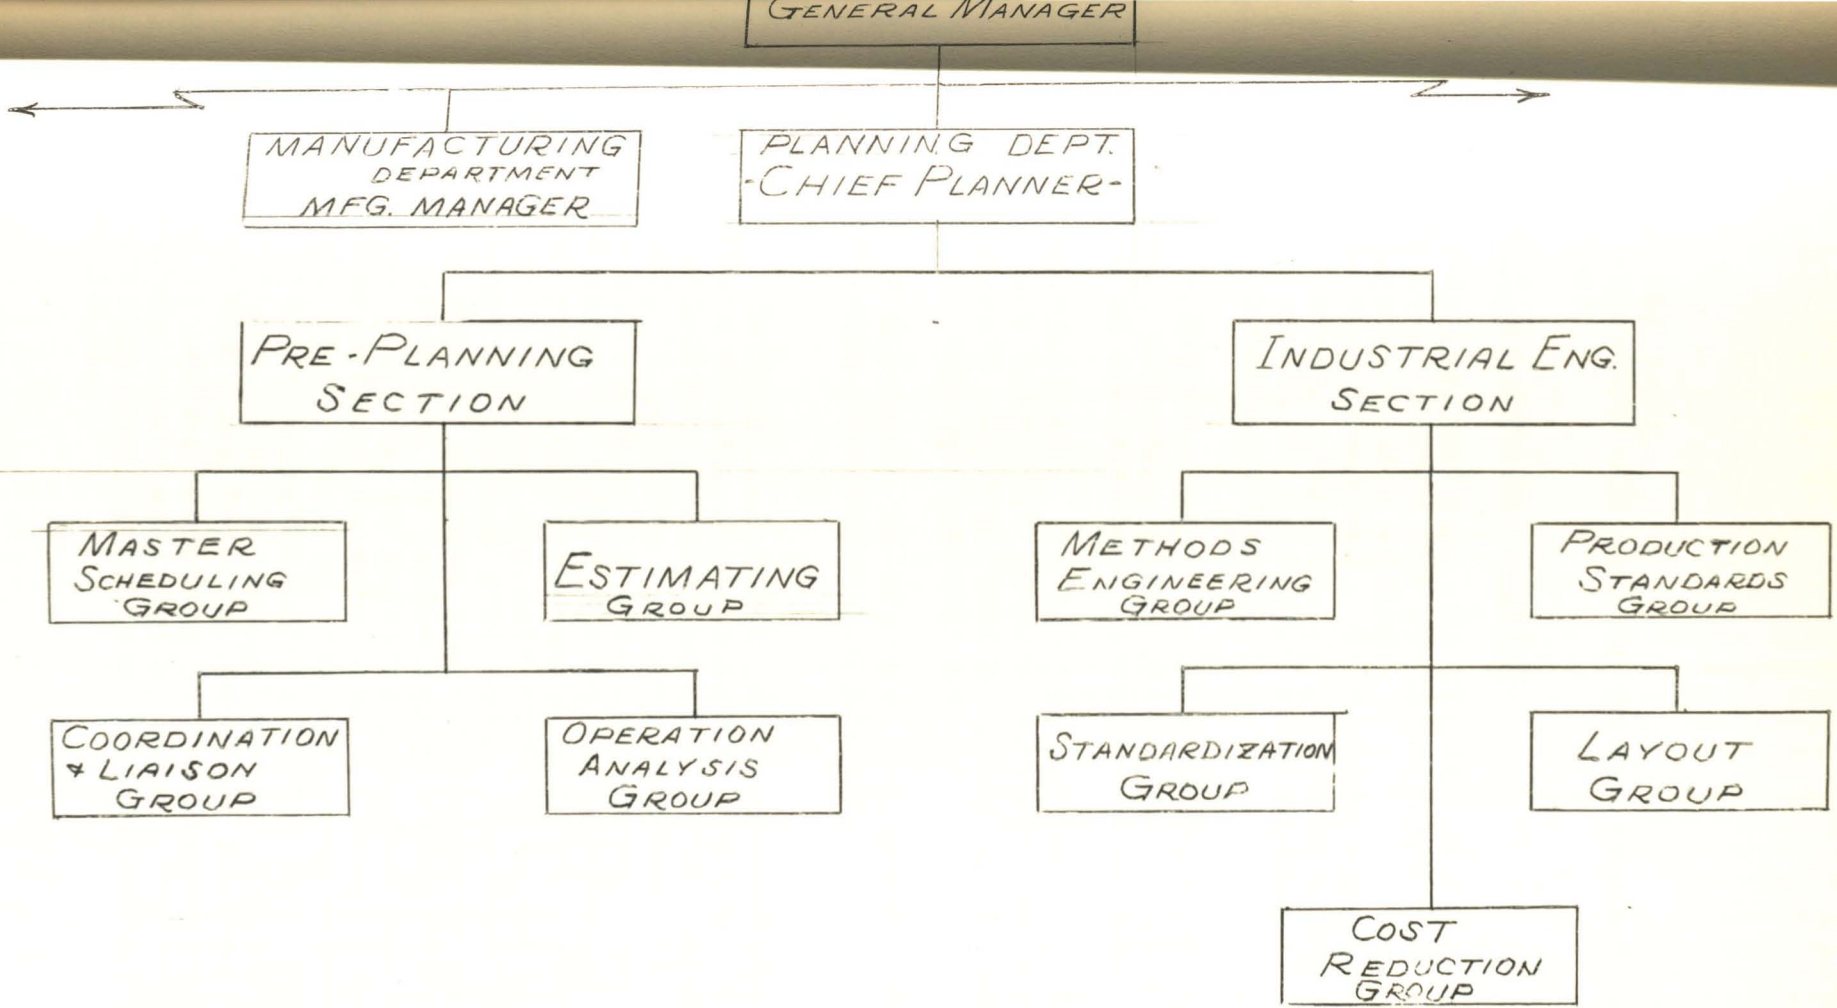 GENERAL MANAGER
MANUFACTURING
DEPARTMENT
MFG. MANAGER
PLANNING DEPT.
-CHIEF PLANNER-
PRE-PLANNING
SECTION
INDUSTRIAL ENG.
SECTION
MASTER
SCHEDULING
GROUP
ESTIMATING
GROUP
METHODS
ENGINEERING
GROUP
PRODUCTION
STANDARDS
GROUP
COORDINATION
& LIAISON
GROUP
OPERATION
ANALYSIS
GROUP
STANDARDIZATION
GROUP
LAYOUT
GROUP
COST
REDUCTION
GROUP